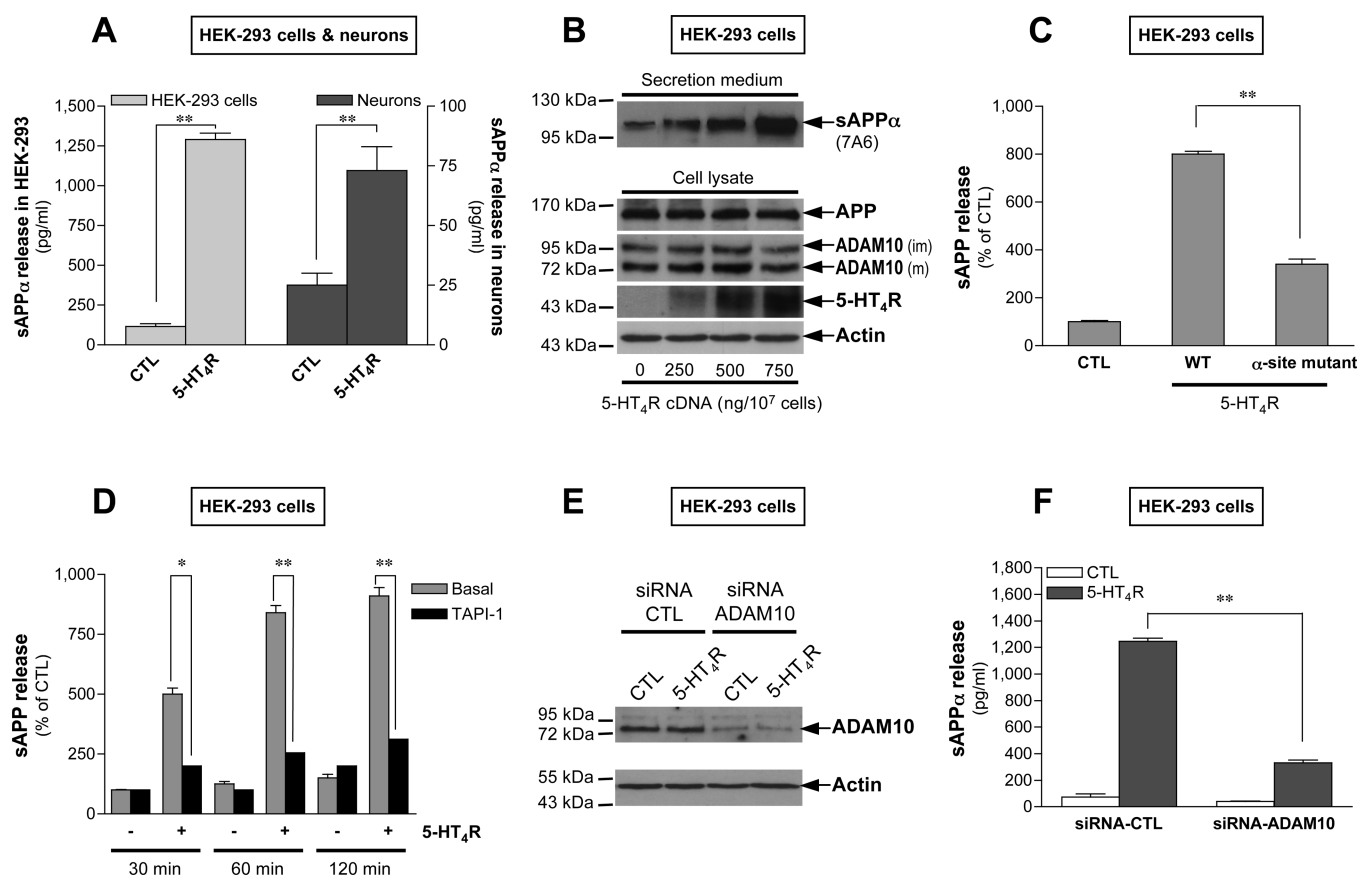 A
HEK-293 cells & neurons
HEK-293 cells
Neurons
sAPPα release in HEK-293
(pg/ml)
1,500
1,250
1,000
750
500
250
0
**
**
100
75
50
25
0
sAPPα release in neurons
(pg/ml)
CTL
5-HT4R
CTL
5-HT4R
B
HEK-293 cells
Secretion medium
130 kDa
95 kDa
sAPPα
(7A6)
Cell lysate
170 kDa
APP
95 kDa
ADAM10 (im)
72 kDa
ADAM10 (m)
43 kDa
5-HT4R
43 kDa
Actin
0 250 500 750
5-HT4R cDNA (ng/10⁷ cells)
C
HEK-293 cells
sAPP release
(% of CTL)
1,000
800
600
400
200
0
**
CTL WT α-site mutant
5-HT4R
D
HEK-293 cells
sAPP release
(% of CTL)
1,000
750
500
250
0
* ** **
Basal
TAPI-1
- + - + - + 5-HT4R
30 min 60 min 120 min
E
HEK-293 cells
siRNA CTL
siRNA ADAM10
CTL 5-HT4R CTL 5-HT4R
95 kDa
72 kDa
ADAM10
55 kDa
43 kDa
Actin
F
HEK-293 cells
sAPPα release
(pg/ml)
1,800
1,600
1,400
1,200
1,000
800
600
400
200
0
CTL
5-HT4R
**
siRNA-CTL siRNA-ADAM10